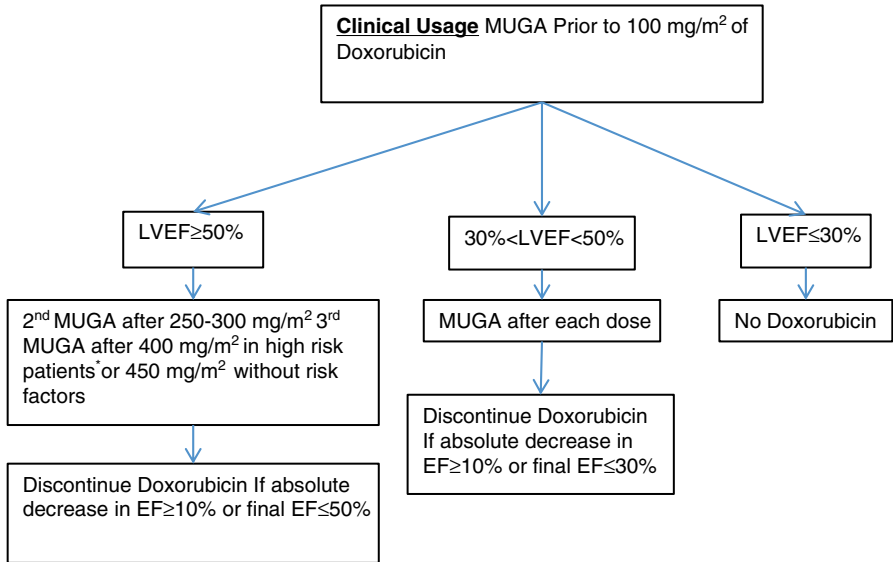 Clinical Usage MUGA Prior to 100 mg/m² of
Doxorubicin
LVEF≥50%
30%<LVEF<50%
LVEF≤30%
2nd MUGA after 250-300 mg/m² 3rd
MUGA after 400 mg/m² in high risk
patients* or 450 mg/m² without risk
factors
MUGA after each dose
No Doxorubicin
Discontinue Doxorubicin If absolute
decrease in EF≥10% or final EF≤50%
Discontinue Doxorubicin
If absolute decrease in
EF≥10% or final EF≤30%